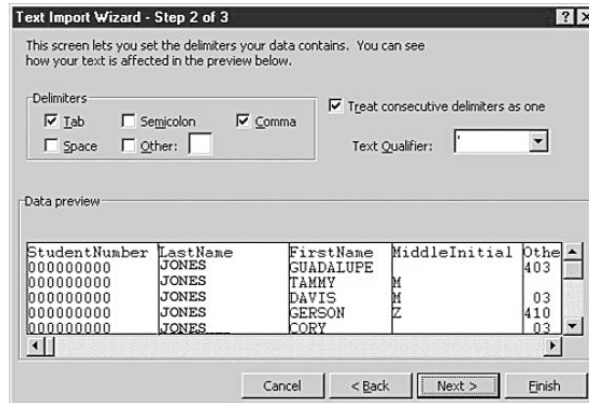 Text Import Wizard - Step 2 of 3
This screen lets you set the delimiters your data contains. You can see
how your text is affected in the preview below.
Delimiters
Tab Semicolon Comma
Space Other:
Treat consecutive delimiters as one
Text Qualifier: '
Data preview
StudentNumber LastName FirstName MiddleInitial Othe
000000000 JONES GUADALUPE 403
000000000 JONES TAMMY M
000000000 JONES DAVIS M 03
000000000 JONES GERSON Z 410
000000000 JONES CORY 03
Cancel < Back Next > Finish